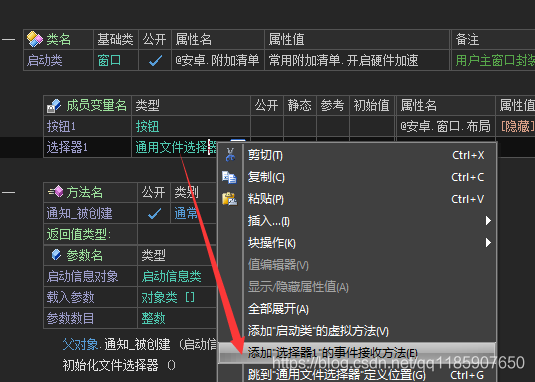 类名 基础类 公开 属性名 属性值 备注
启动类 窗口 @安卓.附加清单 常用附加清单.开启硬件加速 用户主窗口封装
成员变量名 类型 公开 静态 参考 初始值 属性名 属性值
按钮1 按钮 @安卓.窗口.布局 [隐藏]
选择器1 通用文件选择器
剪切(T) Ctrl+X
复制(C) Ctrl+C
粘贴(P) Ctrl+V
插入...(I)
块操作(K)
值编辑器(V)
显示/隐藏属性值(A)
全部展开(A)
添加"启动类"的虚拟方法(V)
添加"选择器1"的事件接收方法(E)
跳到"通用文件选择器"定义位置(G) Ctrl+G
方法名 公开 类别
通知_被创建 通常
返回值类型:
参数名 类型
启动信息对象 启动信息类
载入参数 对象类 []
参数数目 整数
父对象.通知_被创建 (启动信
初始化文件选择器 ()
https://blog.csdn.net/qq1185907650